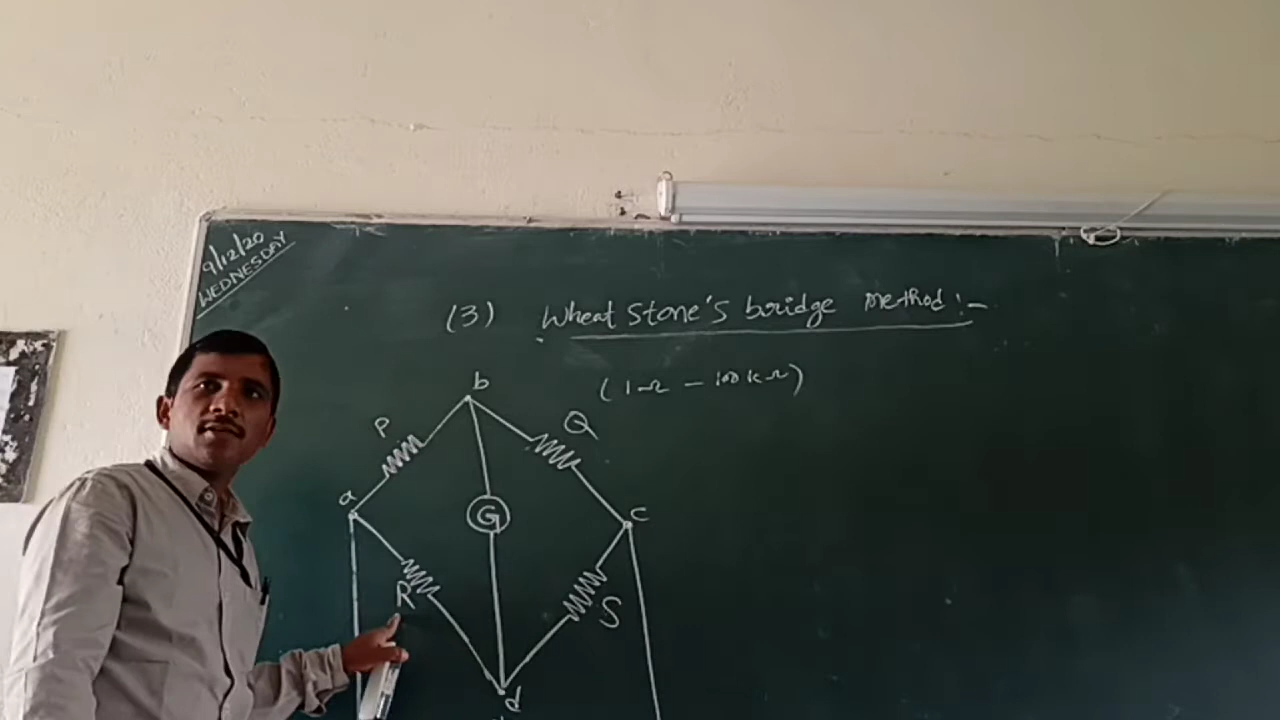 9/12/20
WEDNESDAY
(3) Wheat Stone's bridge method :-
(1Ω - 100kΩ)
b
P
Q
a
G
c
R
S
d